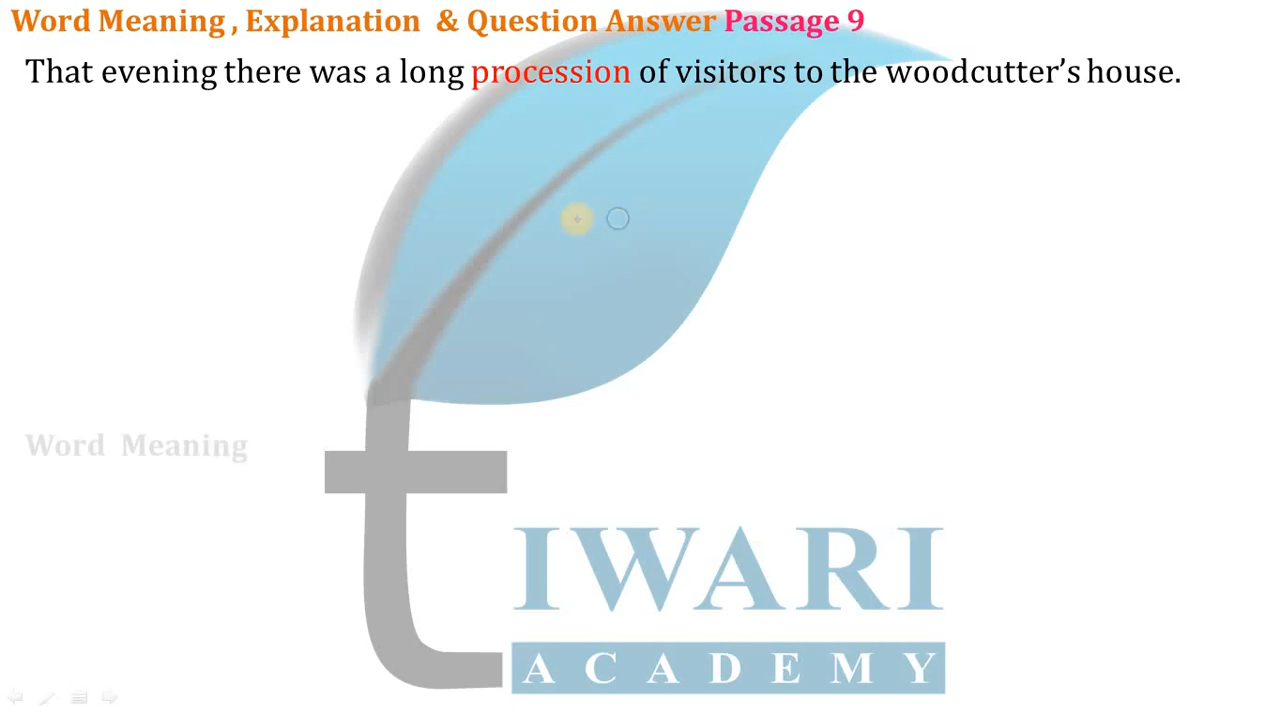 Word Meaning , Explanation & Question Answer Passage 9
That evening there was a long procession of visitors to the woodcutter's house.
Word Meaning
tIWARI
ACADEMY